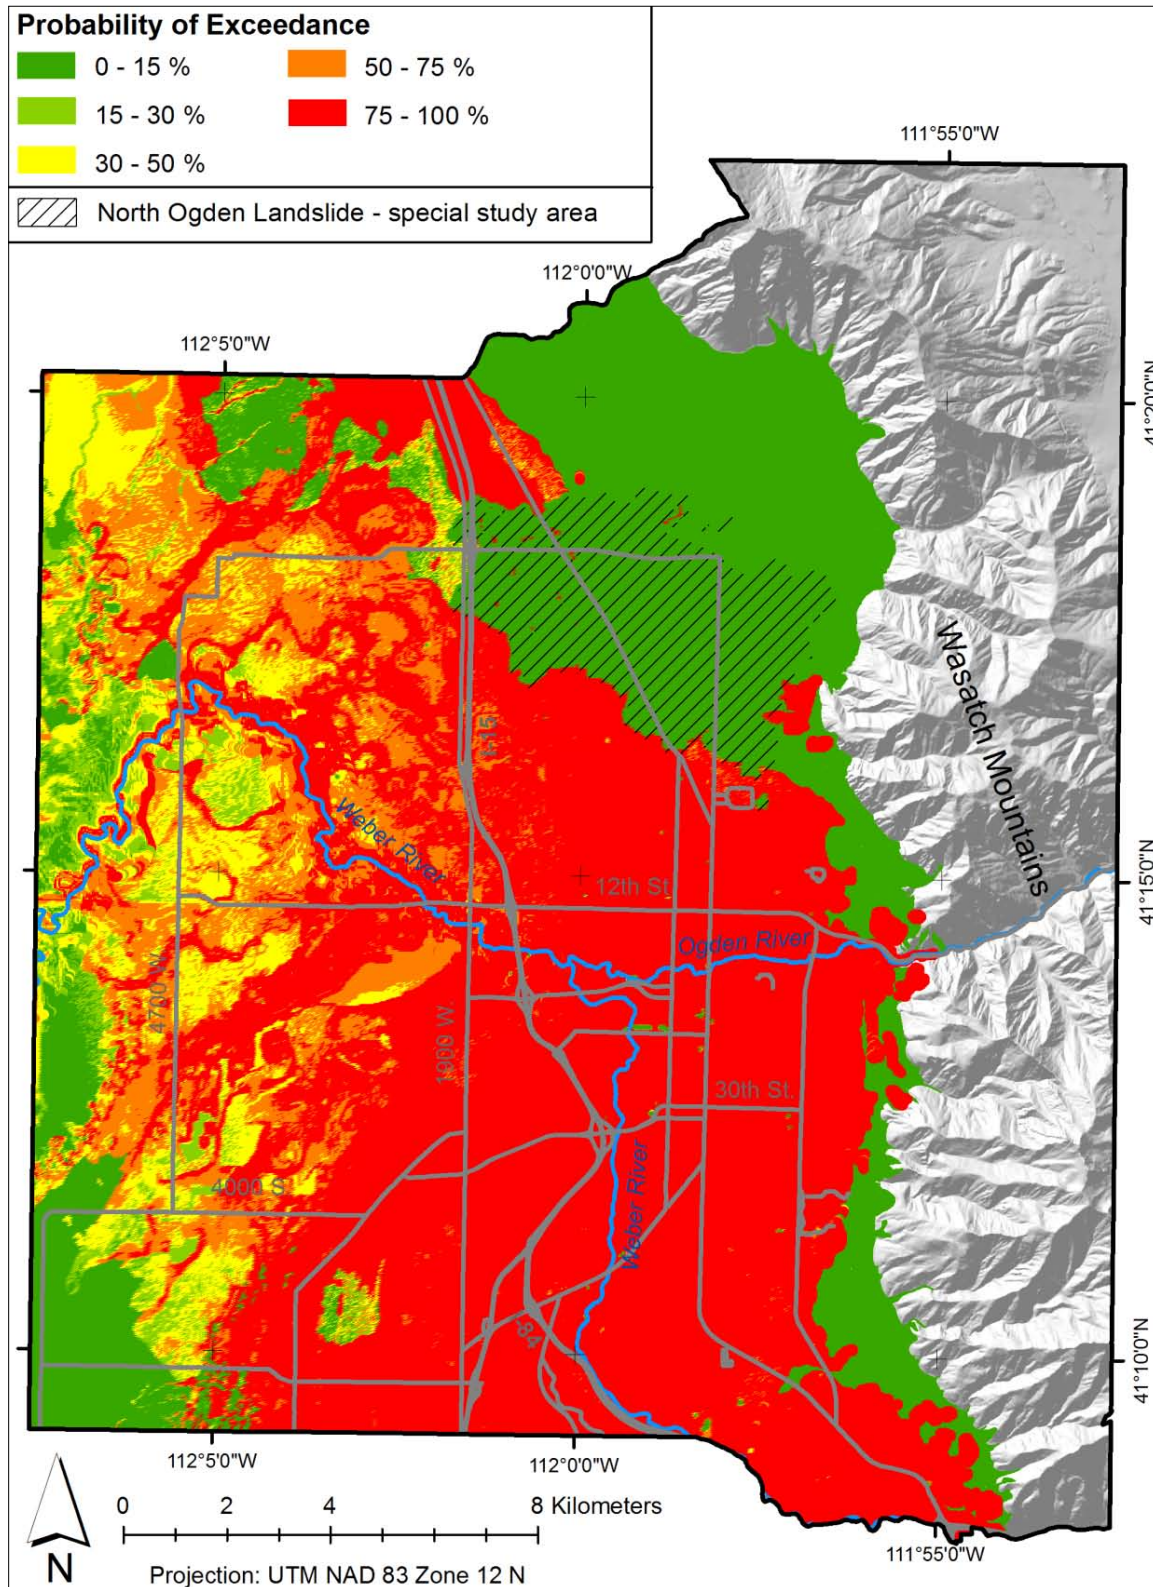 Probability of Exceedance
0 - 15 %
50 - 75 %
15 - 30 %
75 - 100 %
30 - 50 %
North Ogden Landslide - special study area
111°55'0"W
112°0'0"W
112°5'0"W
41°20'0"N
Wasatch Mountains
I-15
Weber River
41°15'0"N
12th St
Ogden River
4700 W.
1900 W.
30th St.
Weber River
4000 S.
I-84
41°10'0"N
112°5'0"W
112°0'0"W
111°55'0"W
0 2 4 8 Kilometers
N
Projection: UTM NAD 83 Zone 12 N